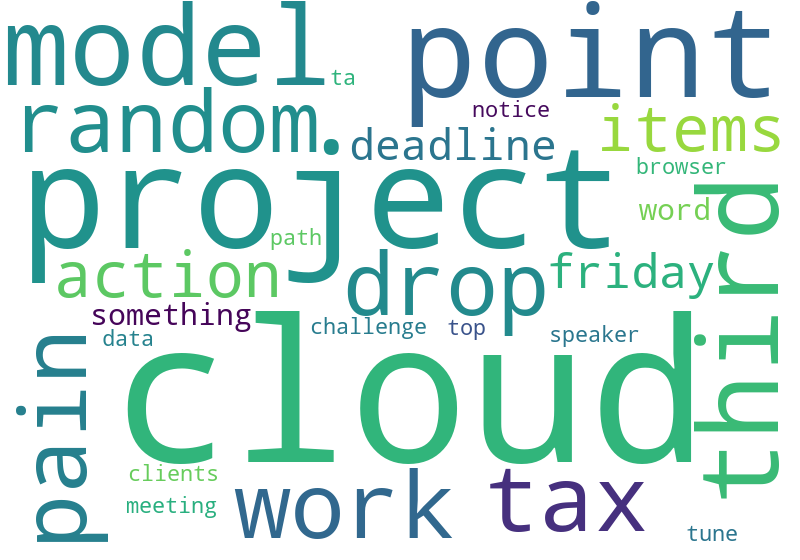 model
point
ta
random
notice
items
deadline
project
browser
third
word
path
action
drop
friday
something
cloud
challenge
top
speaker
data
pain
clients
work
tax
meeting
tune